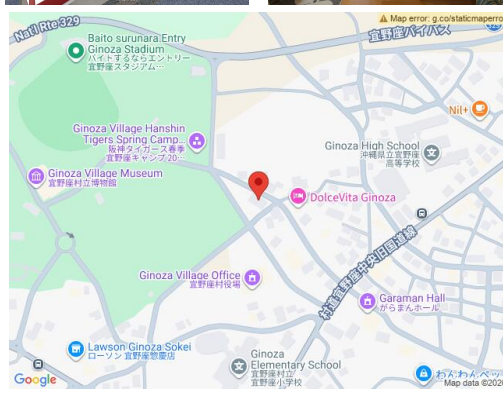 Map error: g.co/staticmaperro
Nat'l Rte 329
宜野座バイパス
Baito surunara Entry
Ginoza Stadium
バイトするならエントリー
宜野座スタジアム…
Nil+
Ginoza Village Hanshin
Tigers Spring Camp...
阪神タイガース春季
宜野座キャンプ 20…
Ginoza High School
沖縄県立宜野座
高等学校
Ginoza Village Museum
宜野座村立博物館
DolceVita Ginoza
村道宜野座中央旧国道線
Ginoza Village Office
宜野座村役場
Garaman Hall
がらまんホール
Lawson Ginoza Sokei
ローソン 宜野座惣慶店
Ginoza
Elementary School
宜野座村立
宜野座小学校
わんわんペッ
Google
Map data ©2026